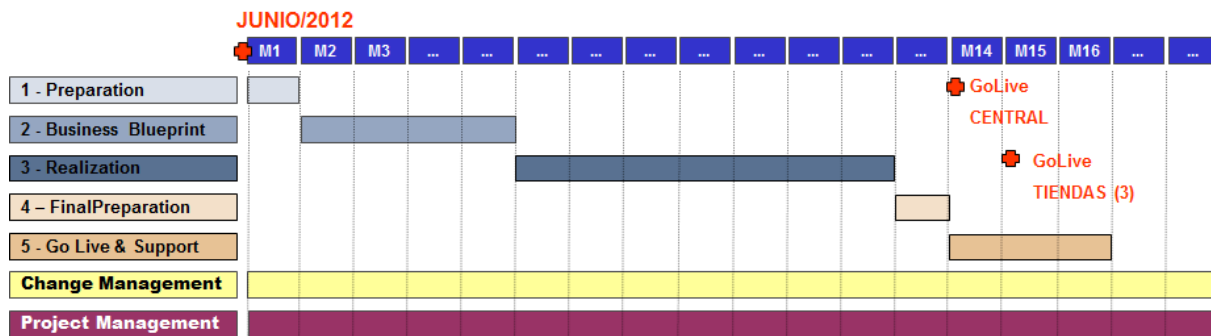 JUNIO/2012
M1 M2 M3 ... ... ... ... ... ... ... ... ... ... M14 M15 M16 ... ...
1 - Preparation
GoLive
CENTRAL
2 - Business Blueprint
3 - Realization
GoLive
TIENDAS (3)
4 – FinalPreparation
5 - Go Live & Support
Change Management
Project Management